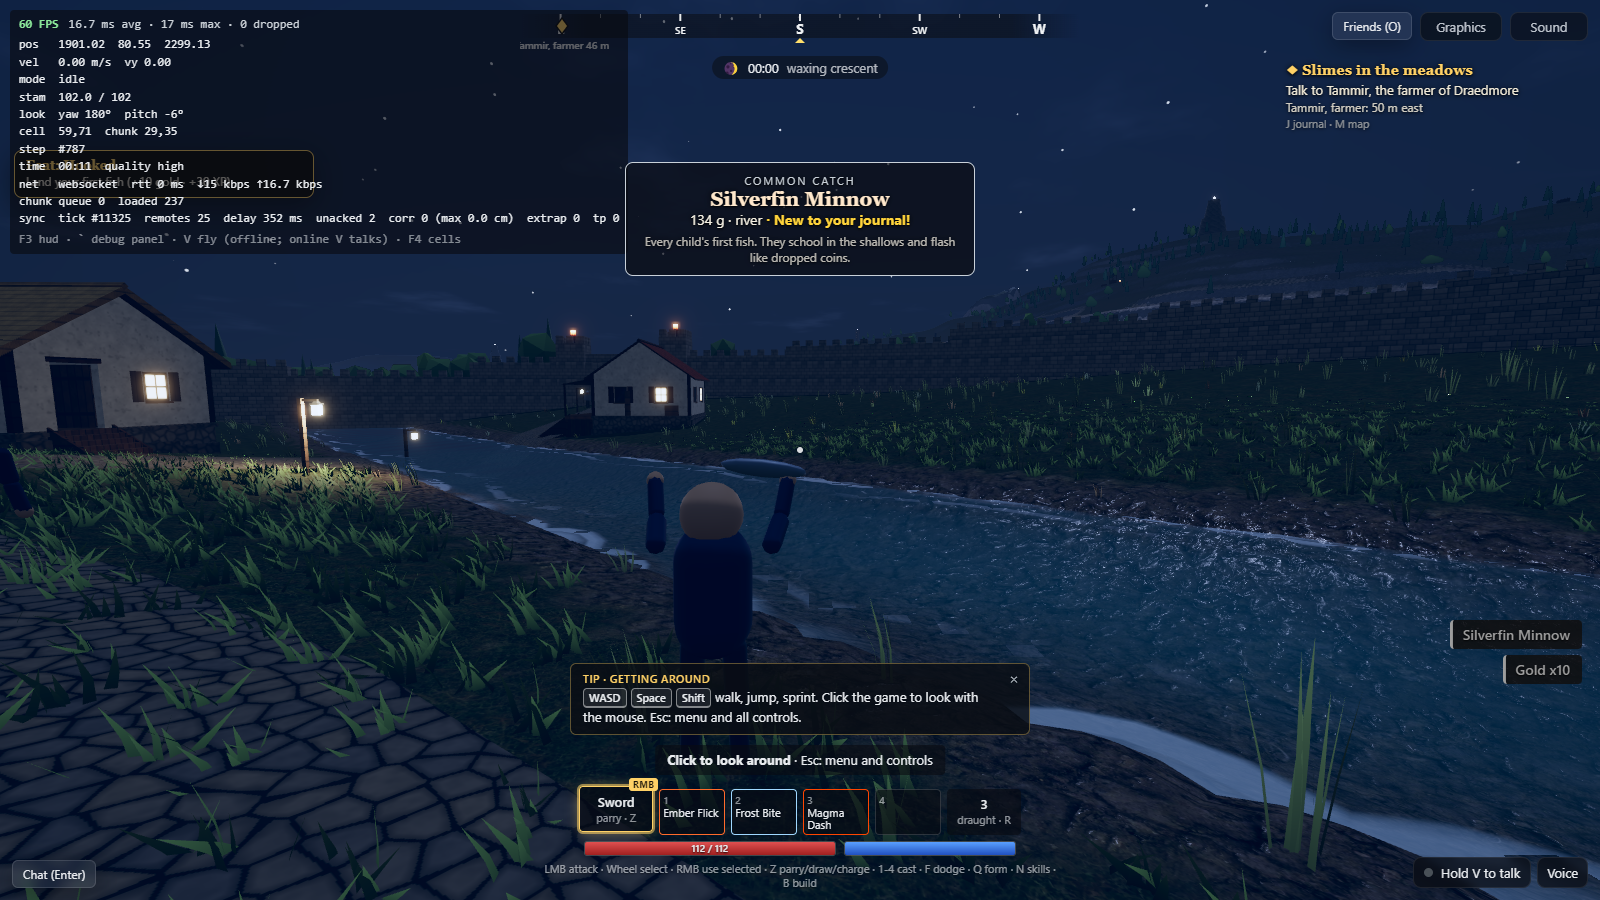 60 FPS 16.7 ms avg · 17 ms max · 0 dropped
pos 1901.02 80.55 2299.13
vel 0.00 m/s vy 0.00
mode idle
stam 102.0 / 102
look yaw 180° pitch -6°
cell 59,71 chunk 29,35
step #787
time 00:11 quality high
net websocket rtt 0 ms ↓15 kbps ↑16.7 kbps
chunk queue 0 loaded 237
sync tick #11325 remotes 25 delay 352 ms unacked 2 corr 0 (max 0.0 cm) extrap 0 tp 0
F3 hud · ` debug panel · V fly (offline; online V talks) · F4 cells
SE
S
SW
W
ammir, farmer 46 m
00:00 waxing crescent
Friends (O)
Graphics
Sound
Slimes in the meadows
Talk to Tammir, the farmer of Draedmore
Tammir, farmer: 50 m east
J journal · M map
COMMON CATCH
Silverfin Minnow
134 g · river · New to your journal!
Every child's first fish. They school in the shallows and flash
like dropped coins.
Silverfin Minnow
Gold x10
TIP · GETTING AROUND
×
WASD Space Shift walk, jump, sprint. Click the game to look with
the mouse. Esc: menu and all controls.
Click to look around · Esc: menu and controls
RMB
Sword
parry · Z
1
Ember Flick
2
Frost Bite
3
Magma
Dash
4
3
draught · R
112 / 112
LMB attack · Wheel select · RMB use selected · Z parry/draw/charge · 1-4 cast · F dodge · Q form · N skills ·
B build
Chat (Enter)
Hold V to talk
Voice